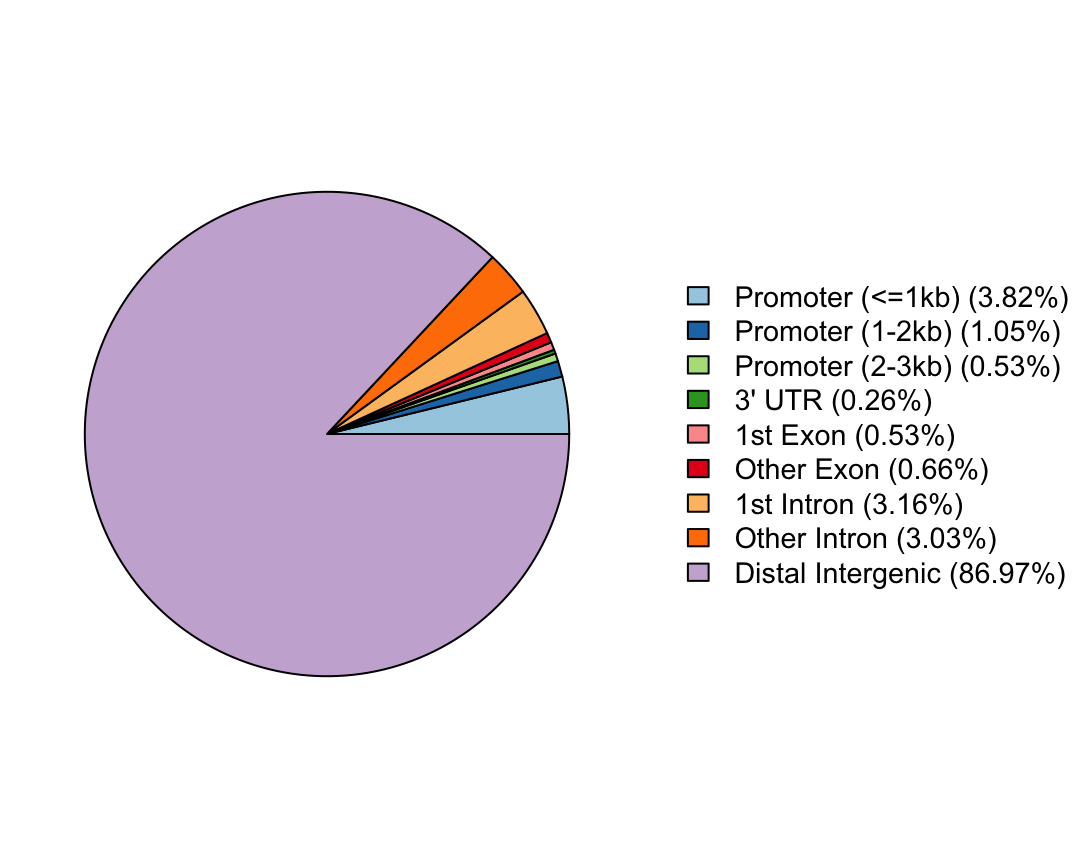 Promoter (<=1kb) (3.82%)
Promoter (1-2kb) (1.05%)
Promoter (2-3kb) (0.53%)
3' UTR (0.26%)
1st Exon (0.53%)
Other Exon (0.66%)
1st Intron (3.16%)
Other Intron (3.03%)
Distal Intergenic (86.97%)